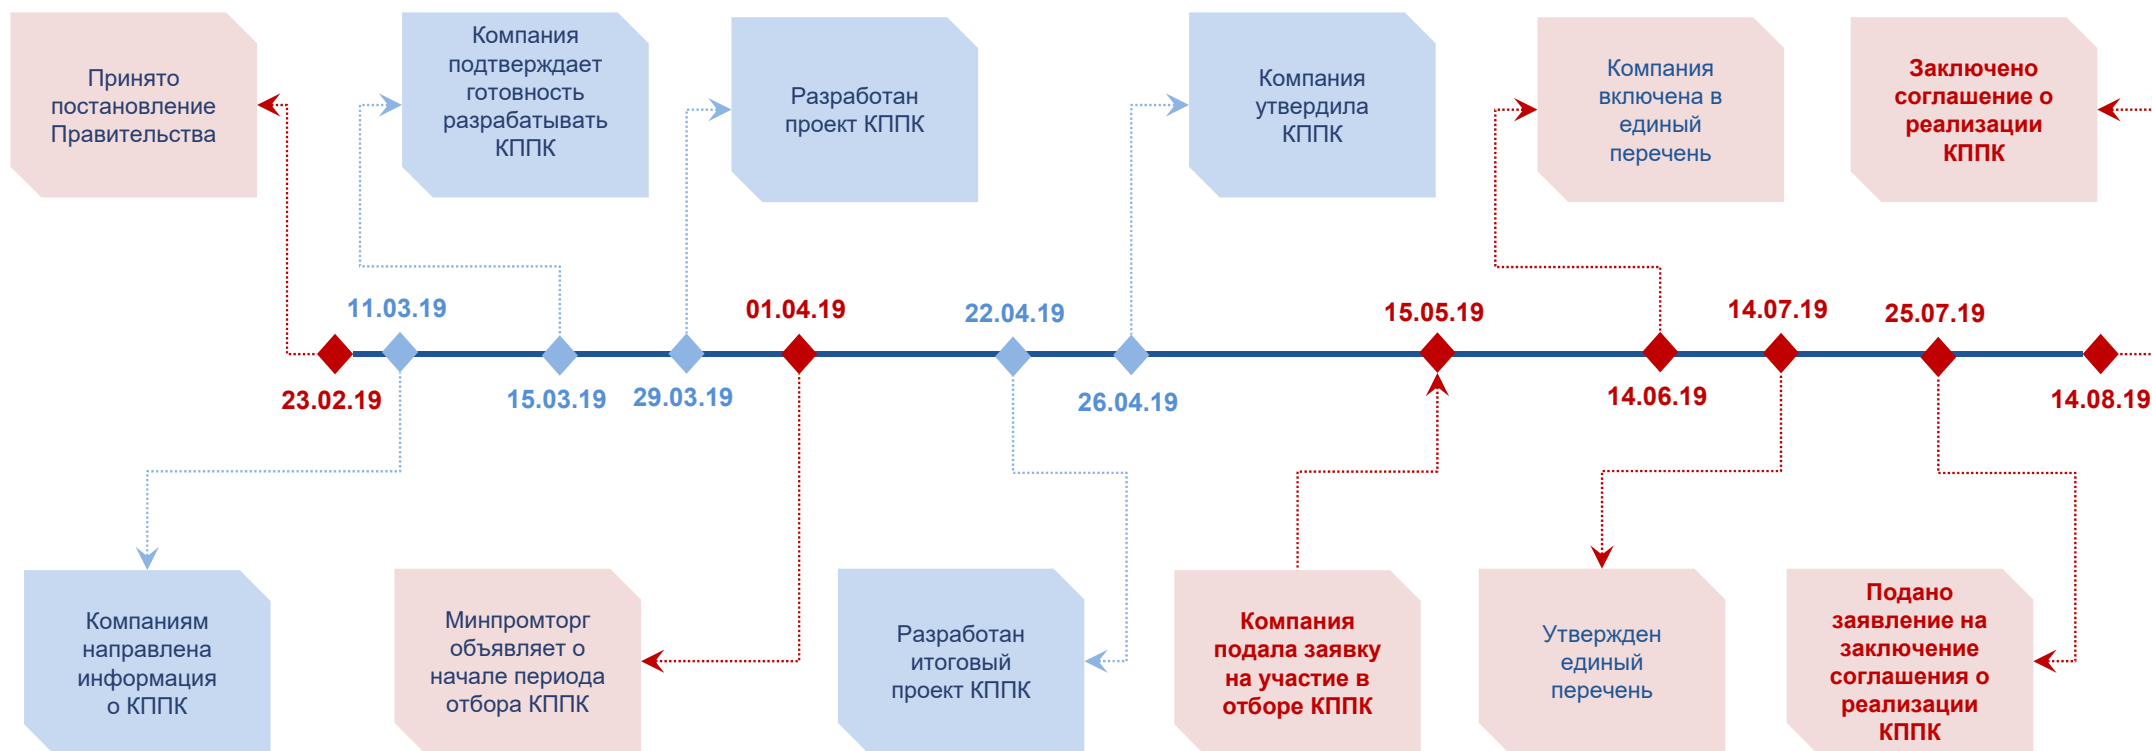 Принято
постановление
Правительства
Компания
подтверждает
готовность
разрабатывать
КППК
Разработан
проект КППК
Компания
утвердила
КППК
Компания
включена в
единый
перечень
Заключено
соглашение о
реализации
КППК
11.03.19
01.04.19
22.04.19
15.05.19
14.07.19
25.07.19
23.02.19
15.03.19
29.03.19
26.04.19
14.06.19
14.08.19
Компаниям
направлена
информация
о КППК
Минпромторг
объявляет о
начале периода
отбора КППК
Разработан
итоговый
проект КППК
Компания
подала заявку
на участие в
отборе КППК
Утвержден
единый
перечень
Подано
заявление на
заключение
соглашения о
реализации
КППК